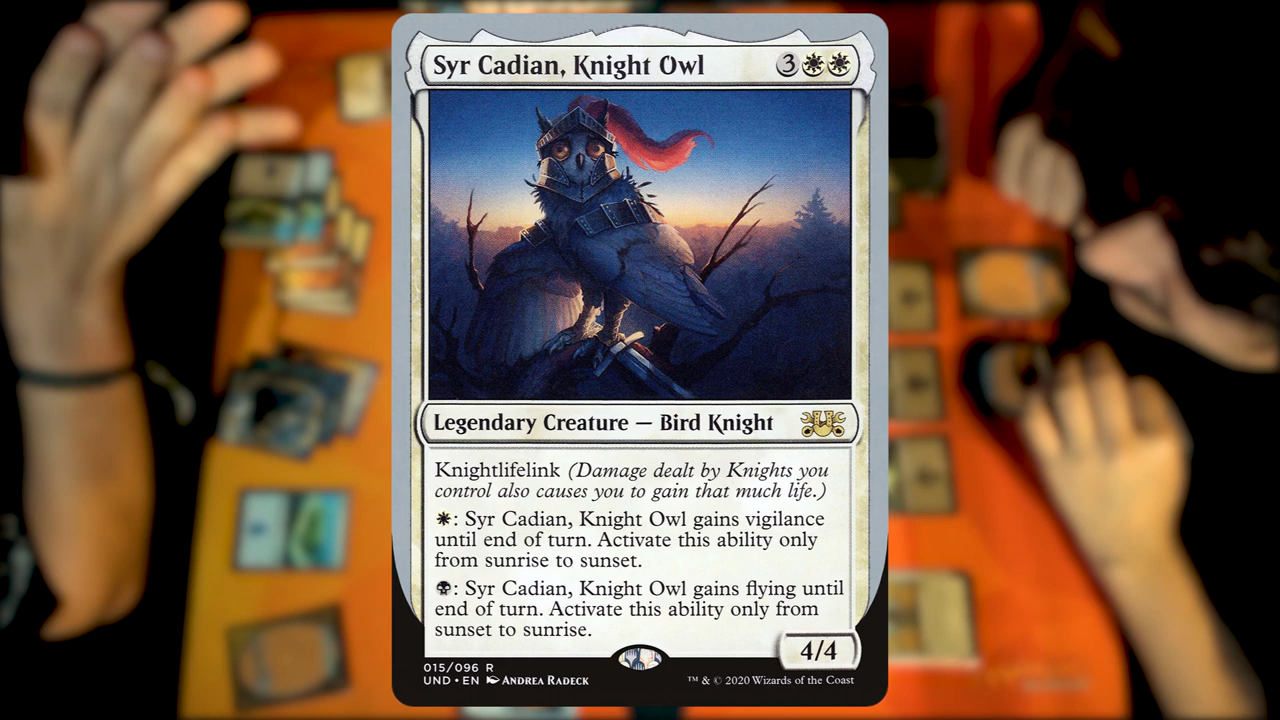 Syr Cadian, Knight Owl 3
Legendary Creature — Bird Knight
Knightlifelink (Damage dealt by Knights you
control also causes you to gain that much life.)
: Syr Cadian, Knight Owl gains vigilance
until end of turn. Activate this ability only
from sunrise to sunset.
: Syr Cadian, Knight Owl gains flying until
end of turn. Activate this ability only from
sunset to sunrise.
4/4
015/096 R
UND • EN Andrea Radeck
™ & © 2020 Wizards of the Coast